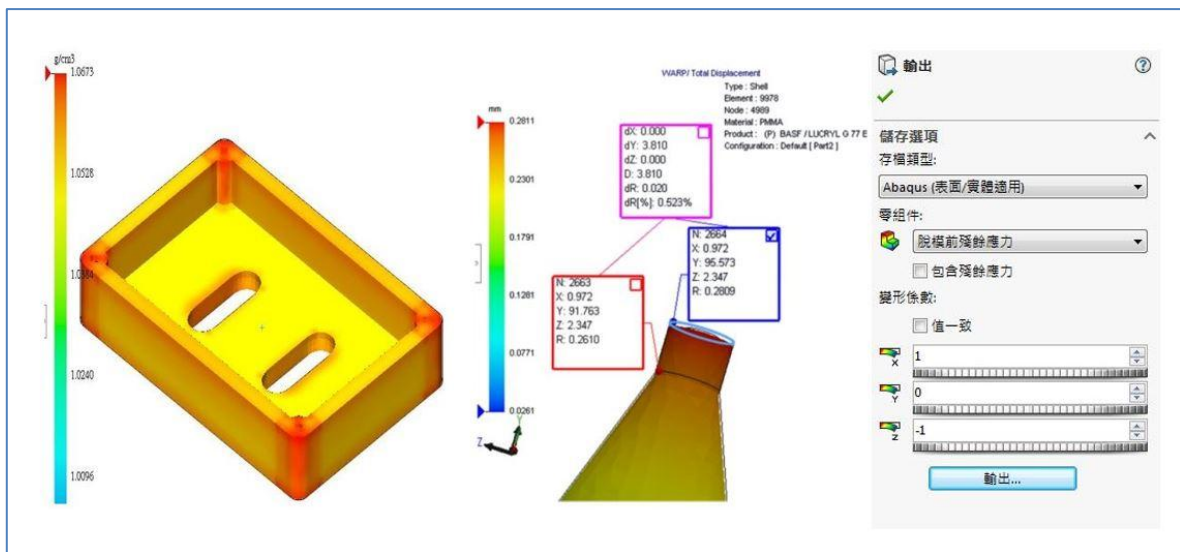 g/cm3
1.0673
1.0528
1.0384
1.0240
1.0096
mm
0.2811
0.2301
0.1791
0.1281
0.0771
0.0261
WARP/ Total Displacement
Type : Shell
Element : 9978
Node : 4989
Material : PMMA
Product : (P) BASF / LUCRYL G 77 E
Configuration : Default [ Part2 ]
dX: 0.000
dY: 3.810
dZ: 0.000
D: 3.810
dR: 0.020
dR[%]: 0.523%
N: 2664
X: 0.972
Y: 95.573
Z: 2.347
R: 0.2809
N: 2663
X: 0.972
Y: 91.763
Z: 2.347
R: 0.2610
Z
Y
輸出
?
儲存選項
存檔類型:
Abaqus (表面/實體適用)
零組件:
脫模前殘餘應力
包含殘餘應力
變形係數:
值一致
X
1
Y
0
Z
-1
輸出...